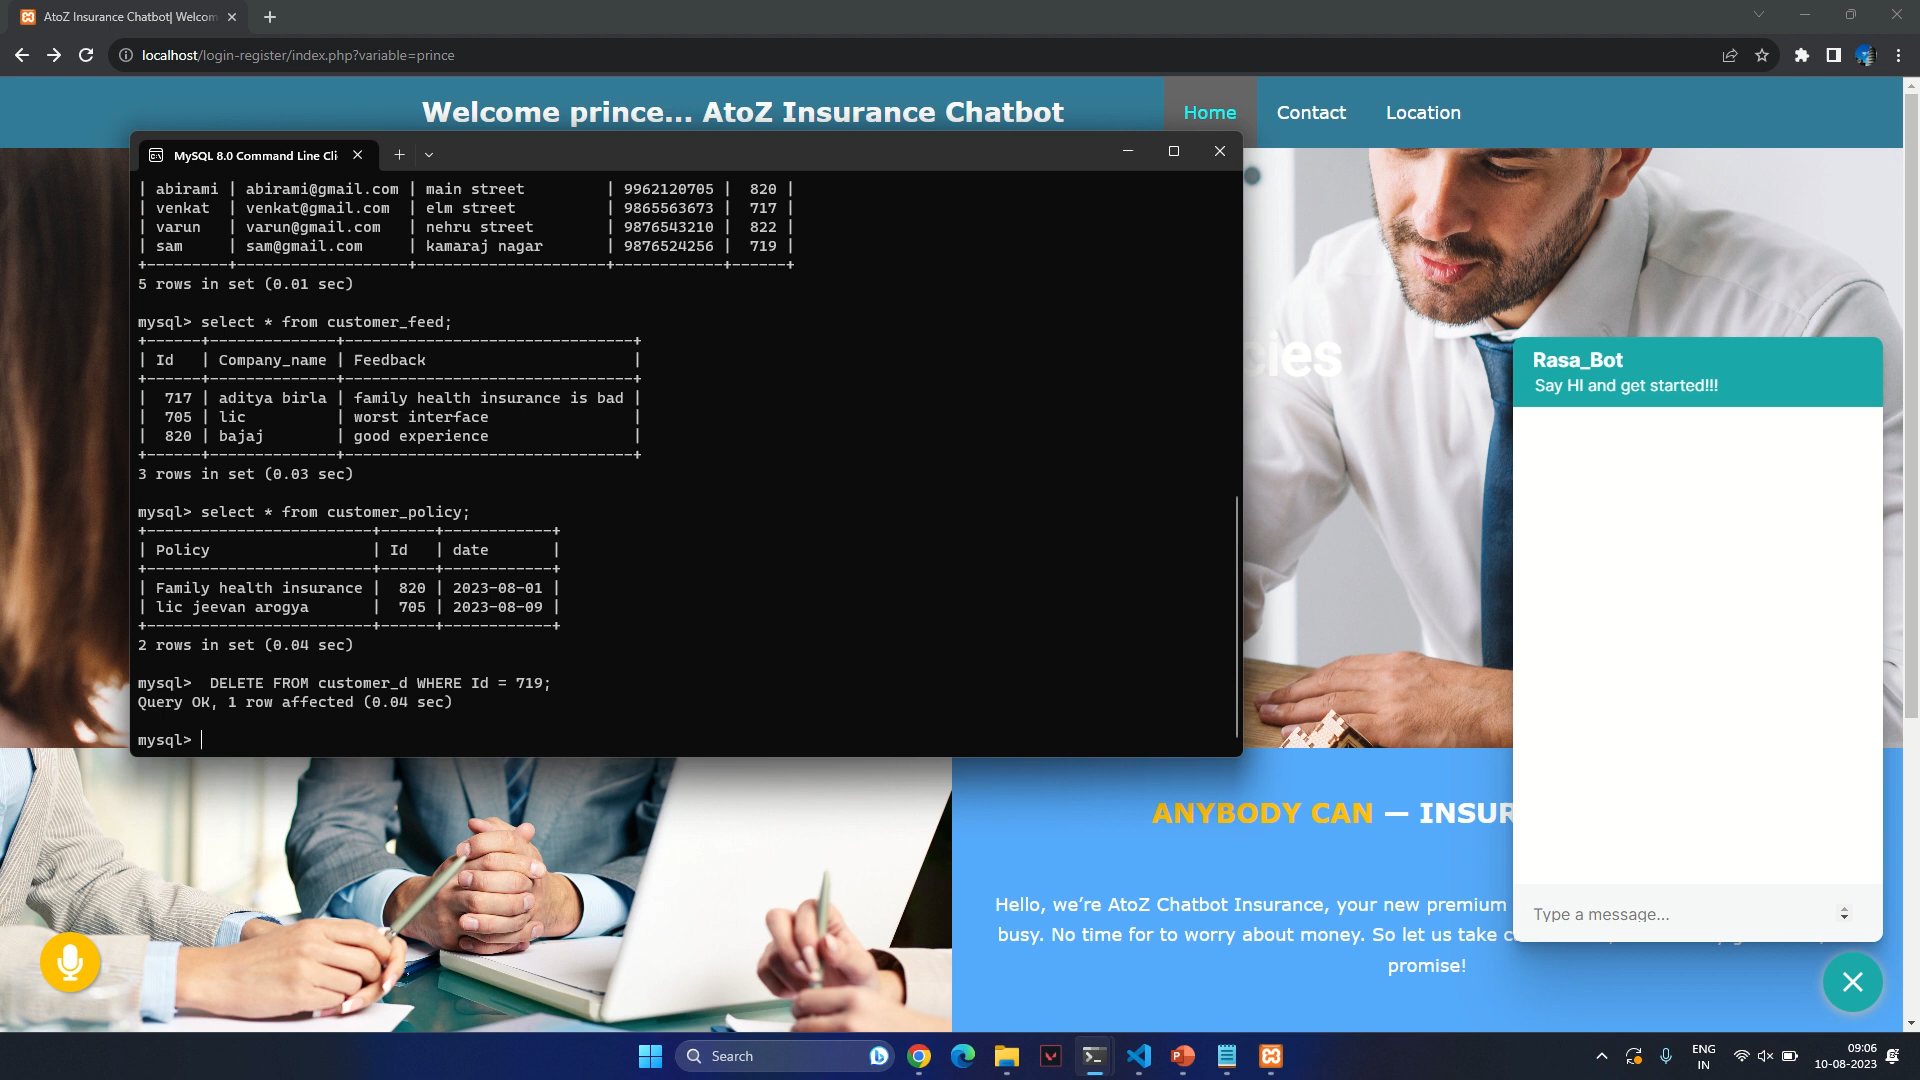 AtoZ Insurance Chatbot| Welcom
localhost/login-register/index.php?variable=prince
Welcome prince... AtoZ Insurance Chatbot
Home
Contact
Location
MySQL 8.0 Command Line Cli
| abirami | abirami@gmail.com | main street | 9962120705 | 820 |
| venkat | venkat@gmail.com | elm street | 9865563673 | 717 |
| varun | varun@gmail.com | nehru street | 9876543210 | 822 |
| sam | sam@gmail.com | kamaraj nagar | 9876524256 | 719 |
5 rows in set (0.01 sec)
mysql> select * from customer_feed;
| Id | Company_name | Feedback |
| 717 | aditya birla | family health insurance is bad |
| 705 | lic | worst interface |
| 820 | bajaj | good experience |
3 rows in set (0.03 sec)
mysql> select * from customer_policy;
| Policy | Id | date |
| Family health insurance | 820 | 2023-08-01 |
| lic jeevan arogya | 705 | 2023-08-09 |
2 rows in set (0.04 sec)
mysql> DELETE FROM customer_d WHERE Id = 719;
Query OK, 1 row affected (0.04 sec)
mysql>
cies
Rasa_Bot
Say HI and get started!!!
Type a message...
ANYBODY CAN — INSUR
Hello, we're AtoZ Chatbot Insurance, your new premium
busy. No time for to worry about money. So let us take c
promise!
Search
ENG
IN
09:06
10-08-2023